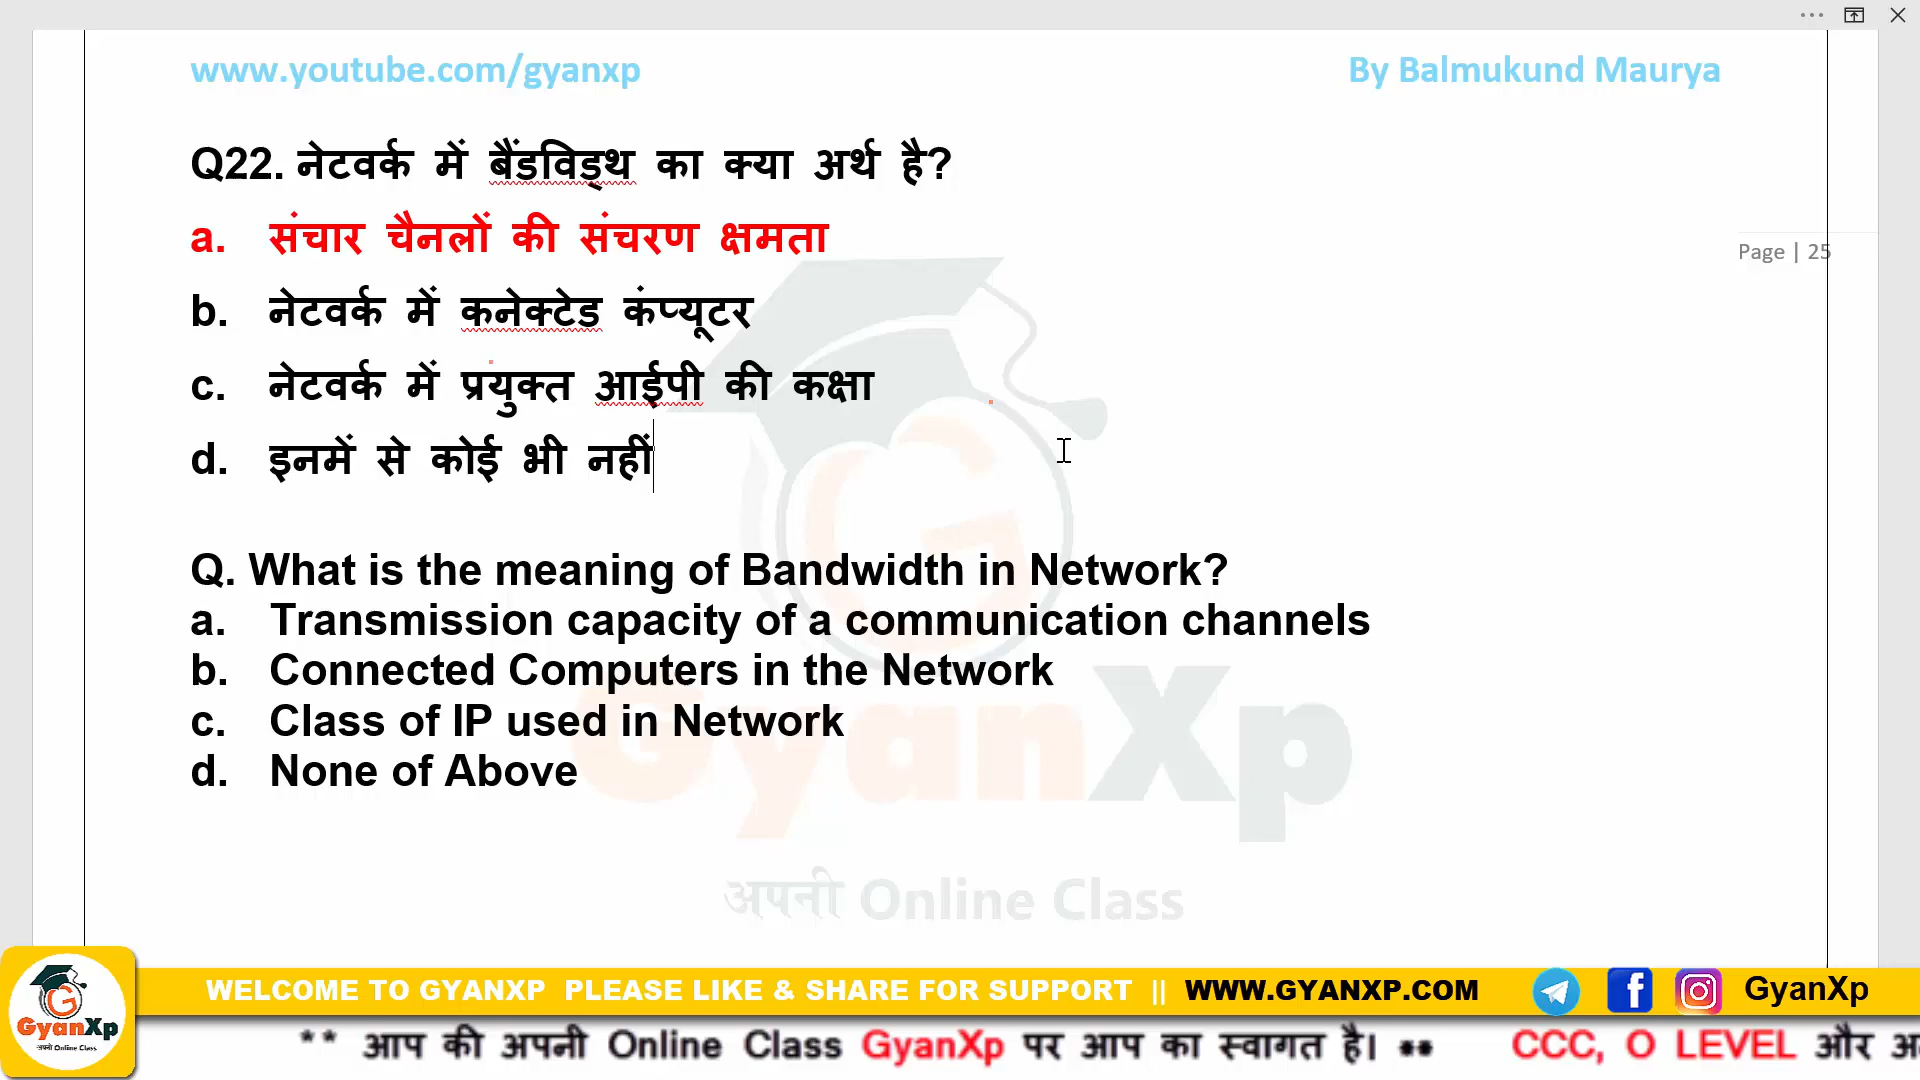 www.youtube.com/gyanxp
By Balmukund Maurya
Q22. नेटवर्क में बैंडविड्थ का क्या अर्थ है?
a. संचार चैनलों की संचरण क्षमता
Page | 25
b. नेटवर्क में कनेक्टेड कंप्यूटर
c. नेटवर्क में प्रयुक्त आईपी की कक्षा
d. इनमें से कोई भी नहीं
Q. What is the meaning of Bandwidth in Network?
a. Transmission capacity of a communication channels
b. Connected Computers in the Network
c. Class of IP used in Network
d. None of Above
GyanXp
अपनी Online Class
WELCOME TO GYANXP PLEASE LIKE & SHARE FOR SUPPORT || WWW.GYANXP.COM
GyanXp
GyanXp
अपनी Online Class
** आप की अपनी Online Class GyanXp पर आप का स्वागत है। ** CCC, O LEVEL और